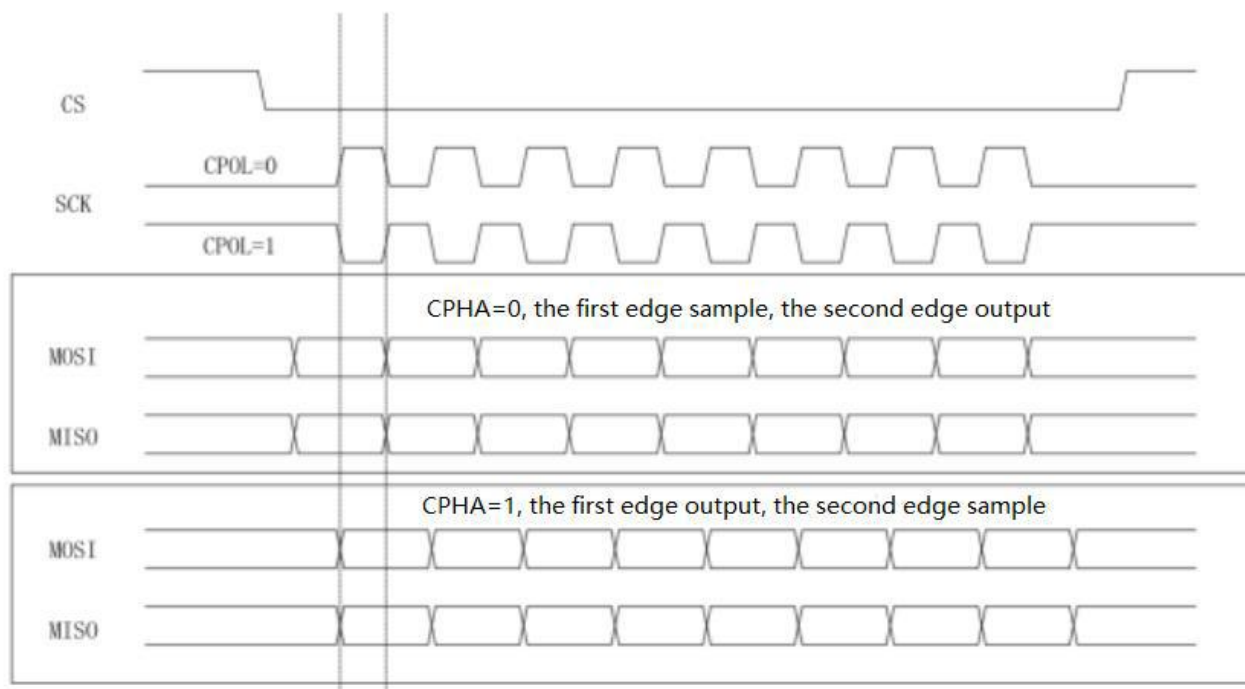 CS
CPOL=0
SCK
CPOL=1
CPHA=0, the first edge sample, the second edge output
MOSI
MISO
CPHA=1, the first edge output, the second edge sample
MOSI
MISO